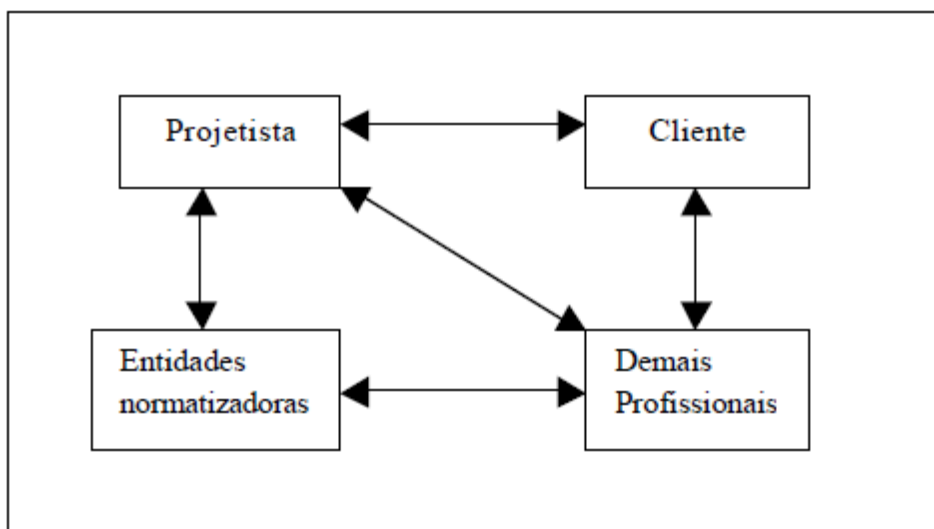 Projetista
Cliente
Entidades
normatizadoras
Demais
Profissionais